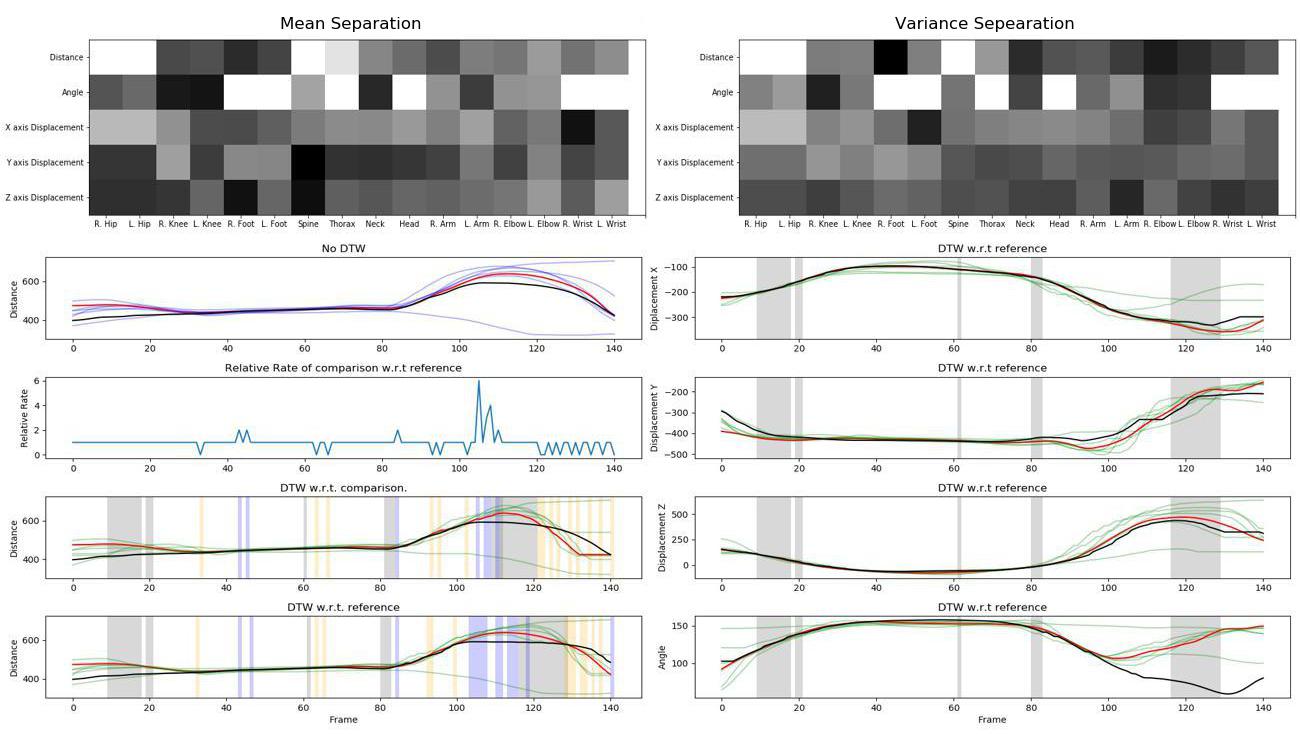 Mean Separation
Distance
Angle
X axis Displacement
Y axis Displacement
Z axis Displacement
R. Hip L. Hip R. Knee L. Knee R. Foot L. Foot Spine Thorax Neck Head R. Arm L. Arm R. Elbow L. Elbow R. Wrist L. Wrist
Variance Sepearation
Distance
Angle
X axis Displacement
Y axis Displacement
Z axis Displacement
R. Hip L. Hip R. Knee L. Knee R. Foot L. Foot Spine Thorax Neck Head R. Arm L. Arm R. Elbow L. Elbow R. Wrist L. Wrist
No DTW
Distance
600
400
0 20 40 60 80 100 120 140
Relative Rate of comparison w.r.t reference
Relative Rate
6
4
2
0
0 20 40 60 80 100 120 140
DTW w.r.t. comparison.
Distance
600
400
0 20 40 60 80 100 120 140
DTW w.r.t. reference
Distance
600
400
0 20 40 60 80 100 120 140
Frame
DTW w.r.t reference
Diplacement X
−100
−200
−300
0 20 40 60 80 100 120 140
DTW w.r.t reference
Displacement Y
−200
−300
−400
−500
0 20 40 60 80 100 120 140
DTW w.r.t reference
Displacement Z
500
250
0
0 20 40 60 80 100 120 140
DTW w.r.t reference
Angle
150
100
0 20 40 60 80 100 120 140
Frame